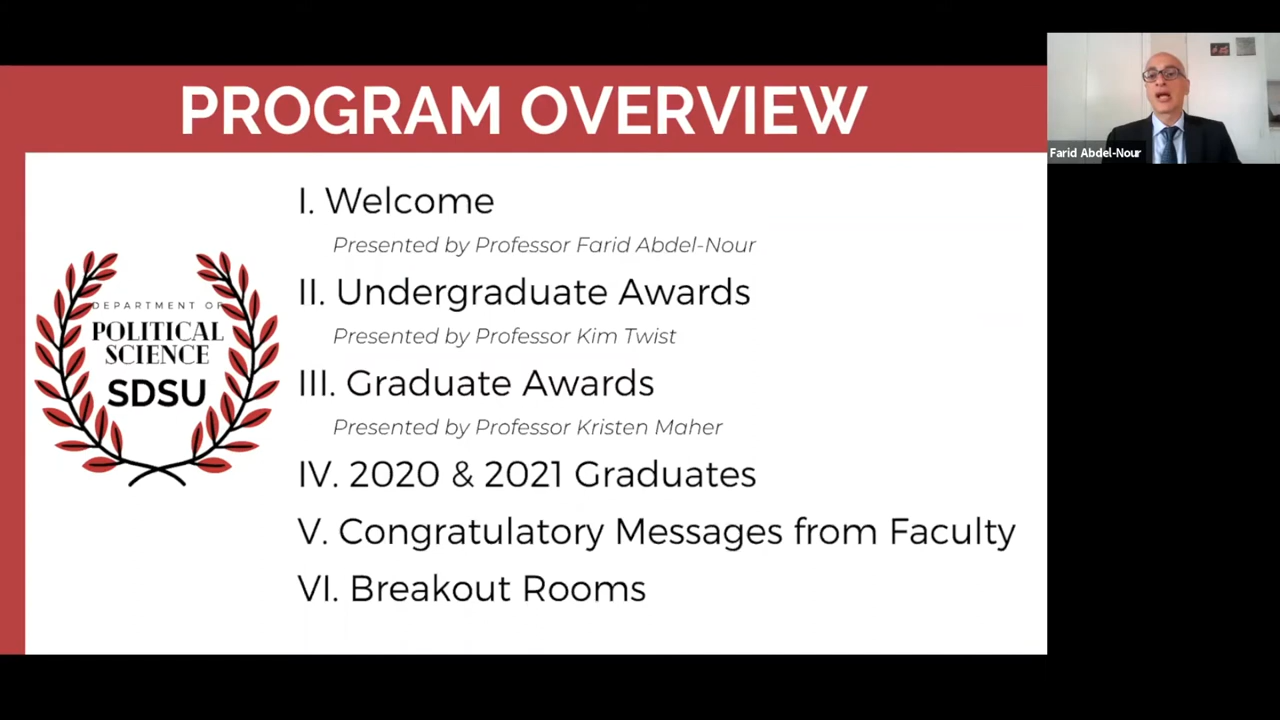 PROGRAM OVERVIEW
Farid Abdel-Nour
I. Welcome
Presented by Professor Farid Abdel-Nour
II. Undergraduate Awards
Presented by Professor Kim Twist
III. Graduate Awards
Presented by Professor Kristen Maher
IV. 2020 & 2021 Graduates
V. Congratulatory Messages from Faculty
VI. Breakout Rooms
DEPARTMENT OF
POLITICAL
SCIENCE
SDSU